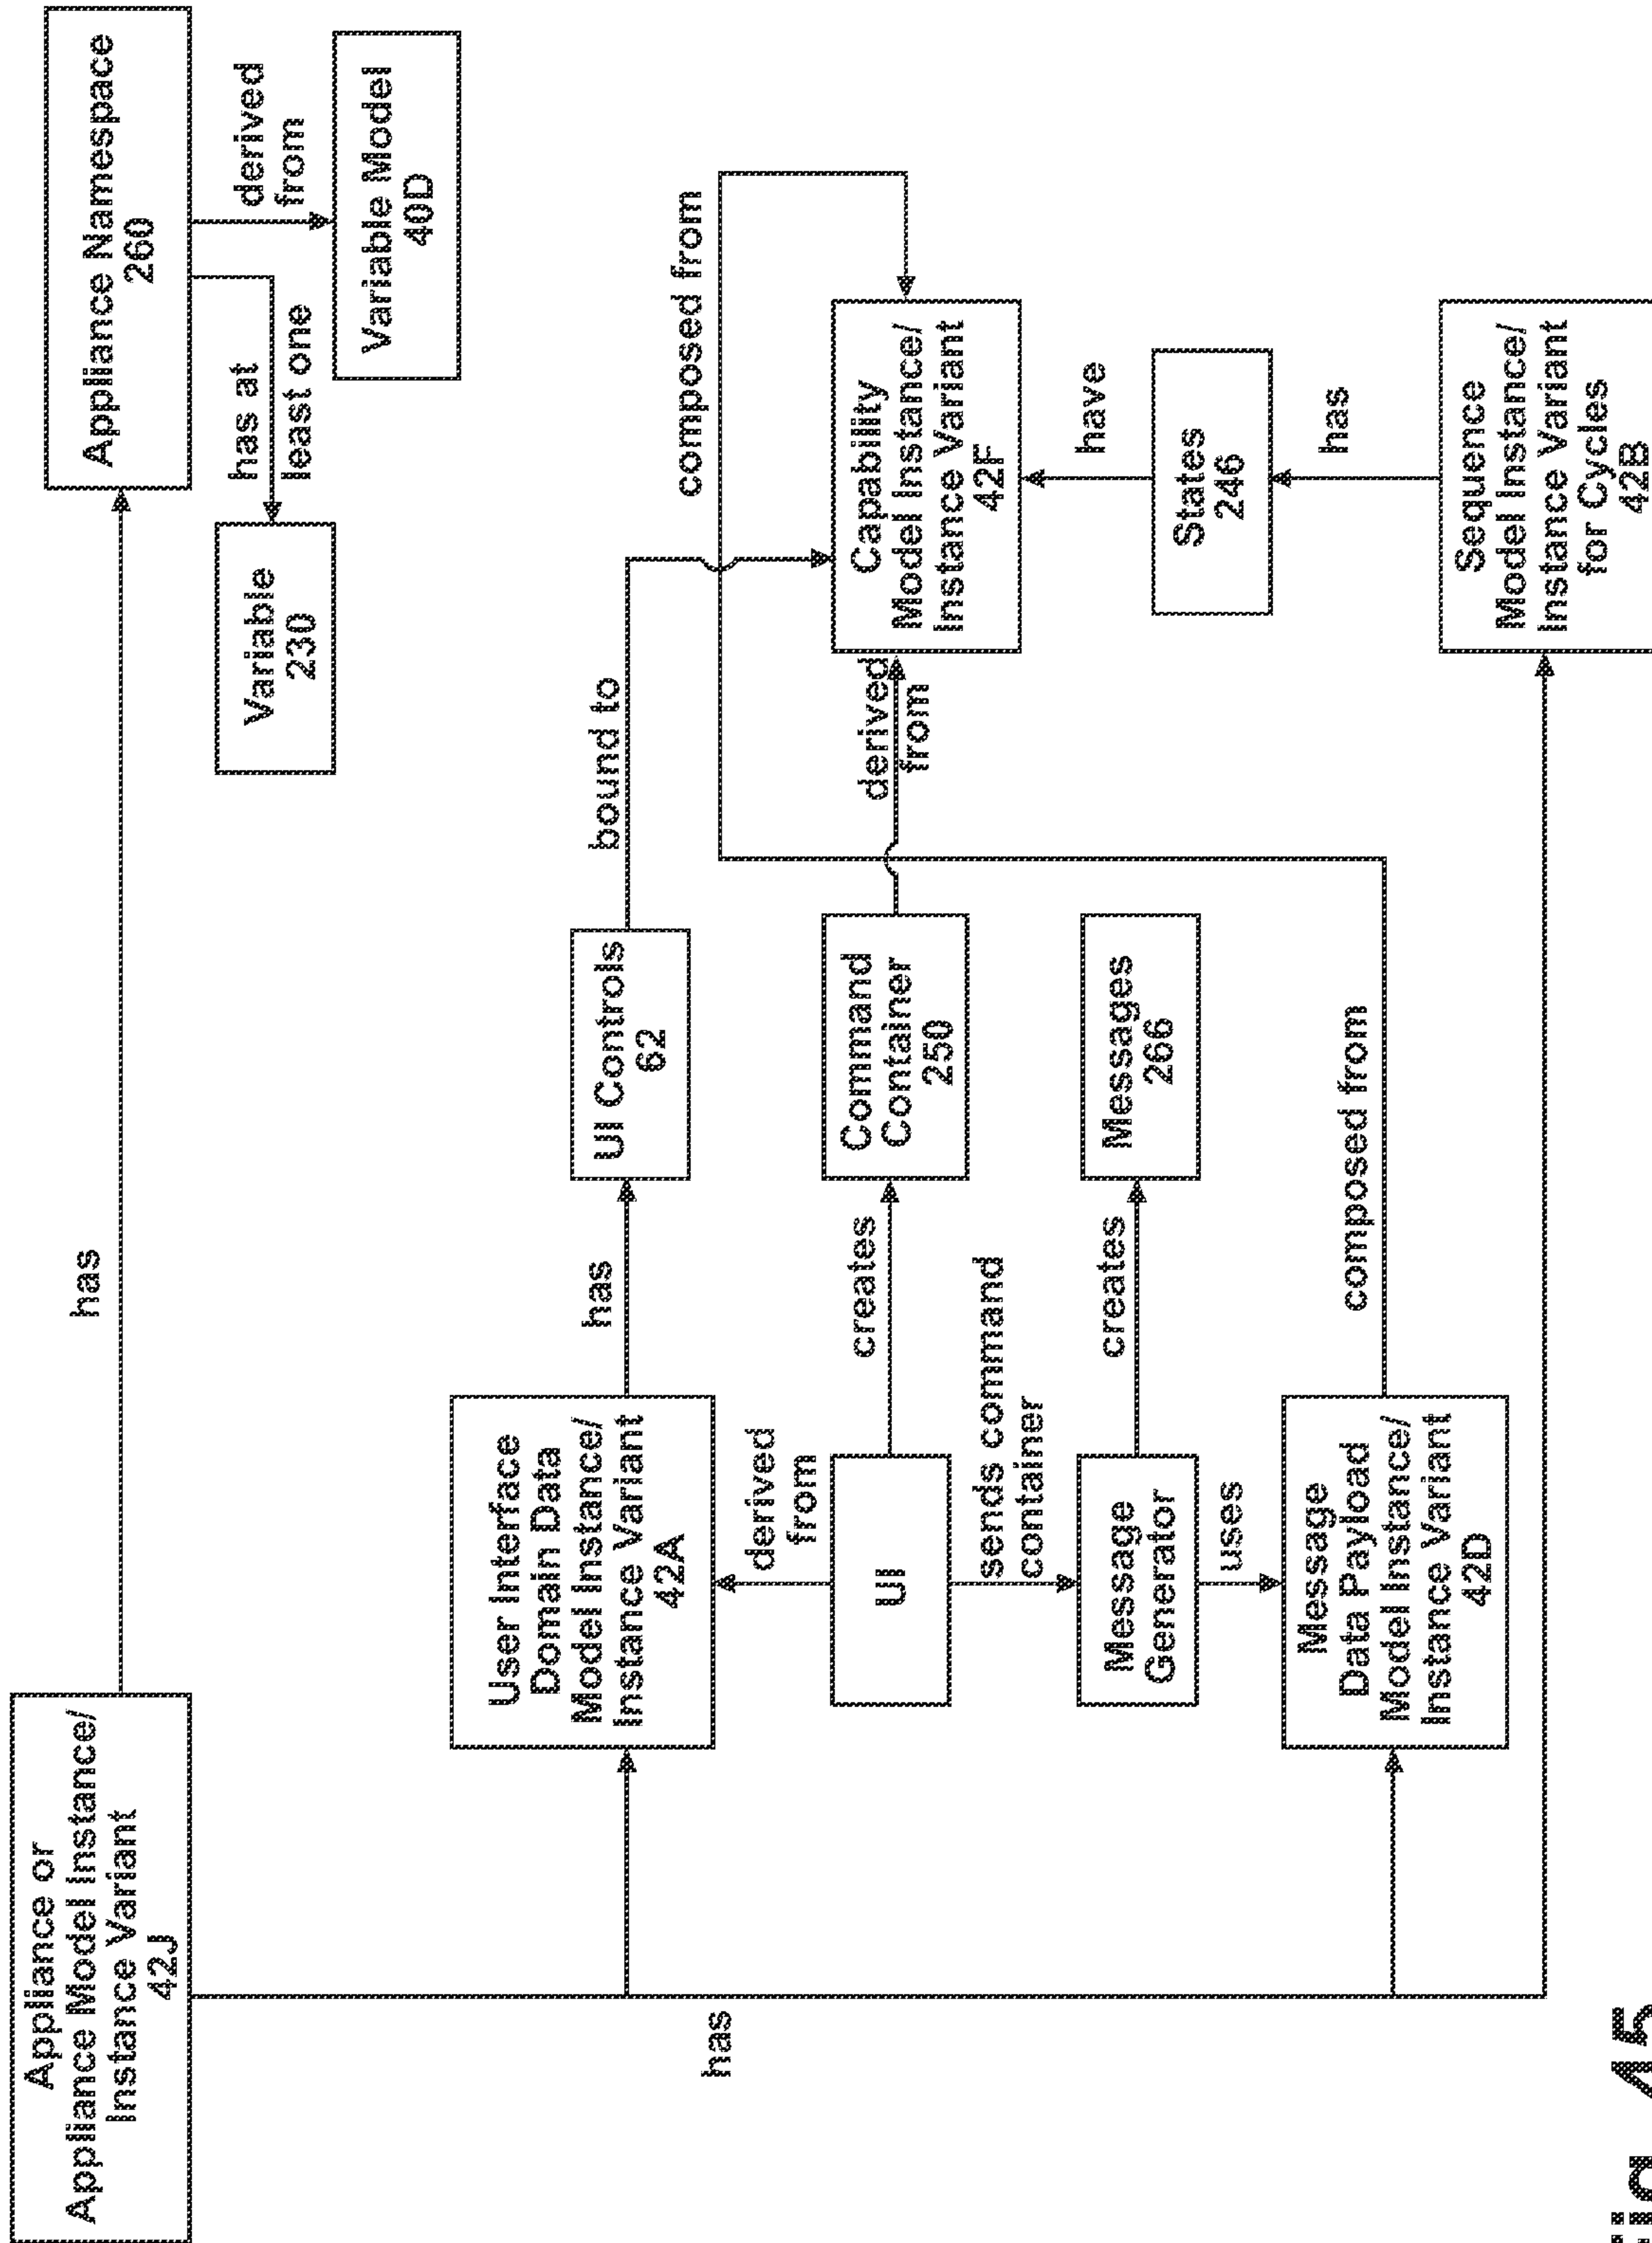 Appliance or
Appliance Model Instance/
Instance Variant
42J
has
Appliance Namespace
260
derived
from
has at
least one
Variable
230
Variable Model
40D
has
User Interface
Domain Data
Model Instance/
Instance Variant
42A
has
UI Controls
62
bound to
composed from
derived
from
UI
creates
Command
Container
250
derived
from
Capability
Model Instance/
Instance Variant
42F
sends command
container
have
Message
Generator
creates
Messages
266
States
246
uses
has
Message
Data Payload
Model Instance/
Instance Variant
42D
composed from
Sequence
Model Instance/
Instance Variant
for Cycles
42B